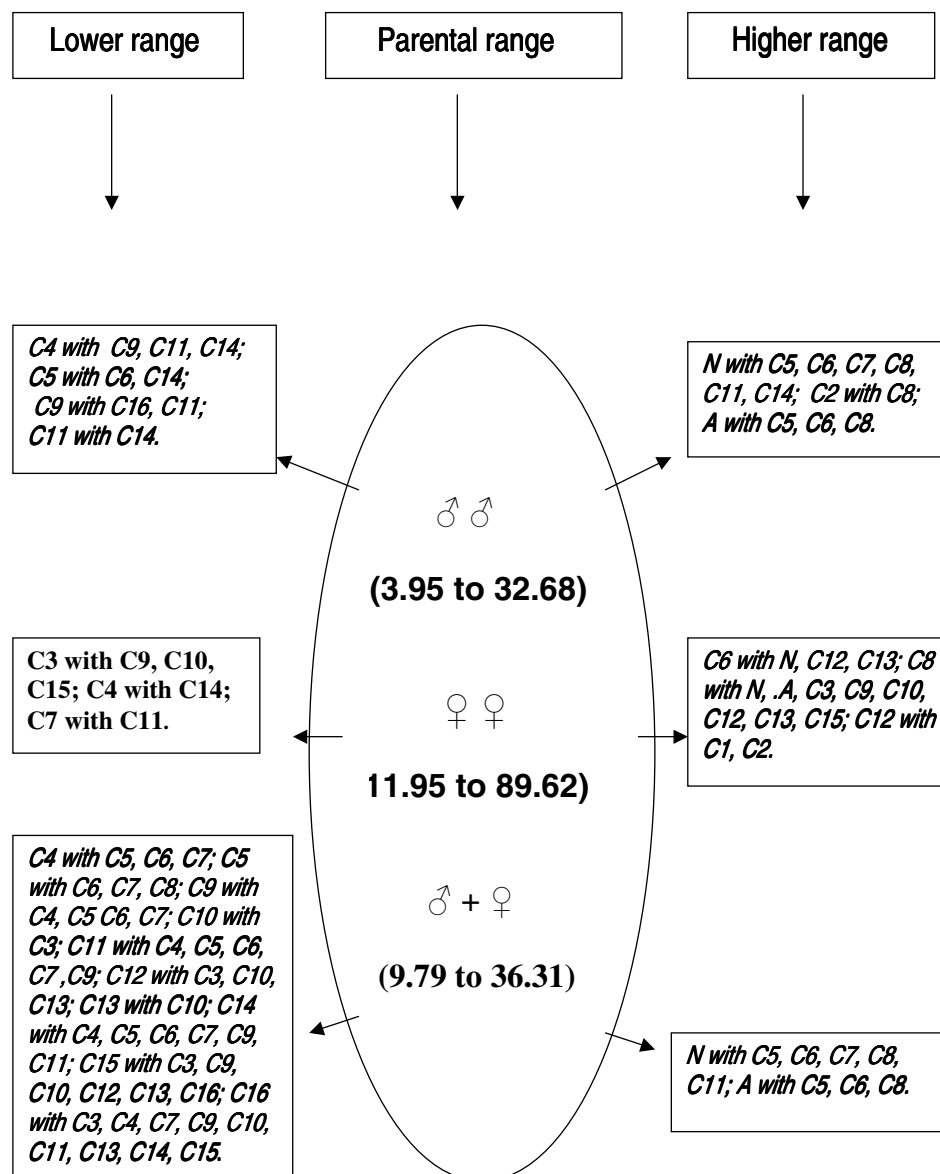 Lower range
Parental range
Higher range
C4 with C9, C11, C14;
C5 with C6, C14;
C9 with C16, C11;
C11 with C14.
N with C5, C6, C7, C8,
C11, C14; C2 with C8;
A with C5, C6, C8.
♂ ♂
(3.95 to 32.68)
C3 with C9, C10,
C15; C4 with C14;
C7 with C11.
♀ ♀
11.95 to 89.62)
C6 with N, C12, C13; C8
with N, .A, C3, C9, C10,
C12, C13, C15; C12 with
C1, C2.
C4 with C5, C6, C7; C5
with C6, C7, C8; C9 with
C4, C5 C6, C7; C10 with
C3; C11 with C4, C5, C6,
C7 ,C9; C12 with C3, C10,
C13; C13 with C10; C14
with C4, C5, C6, C7, C9,
C11; C15 with C3, C9,
C10, C12, C13, C16; C16
with C3, C4, C7, C9, C10,
C11, C13, C14, C15.
♂ + ♀
(9.79 to 36.31)
N with C5, C6, C7, C8,
C11; A with C5, C6, C8.